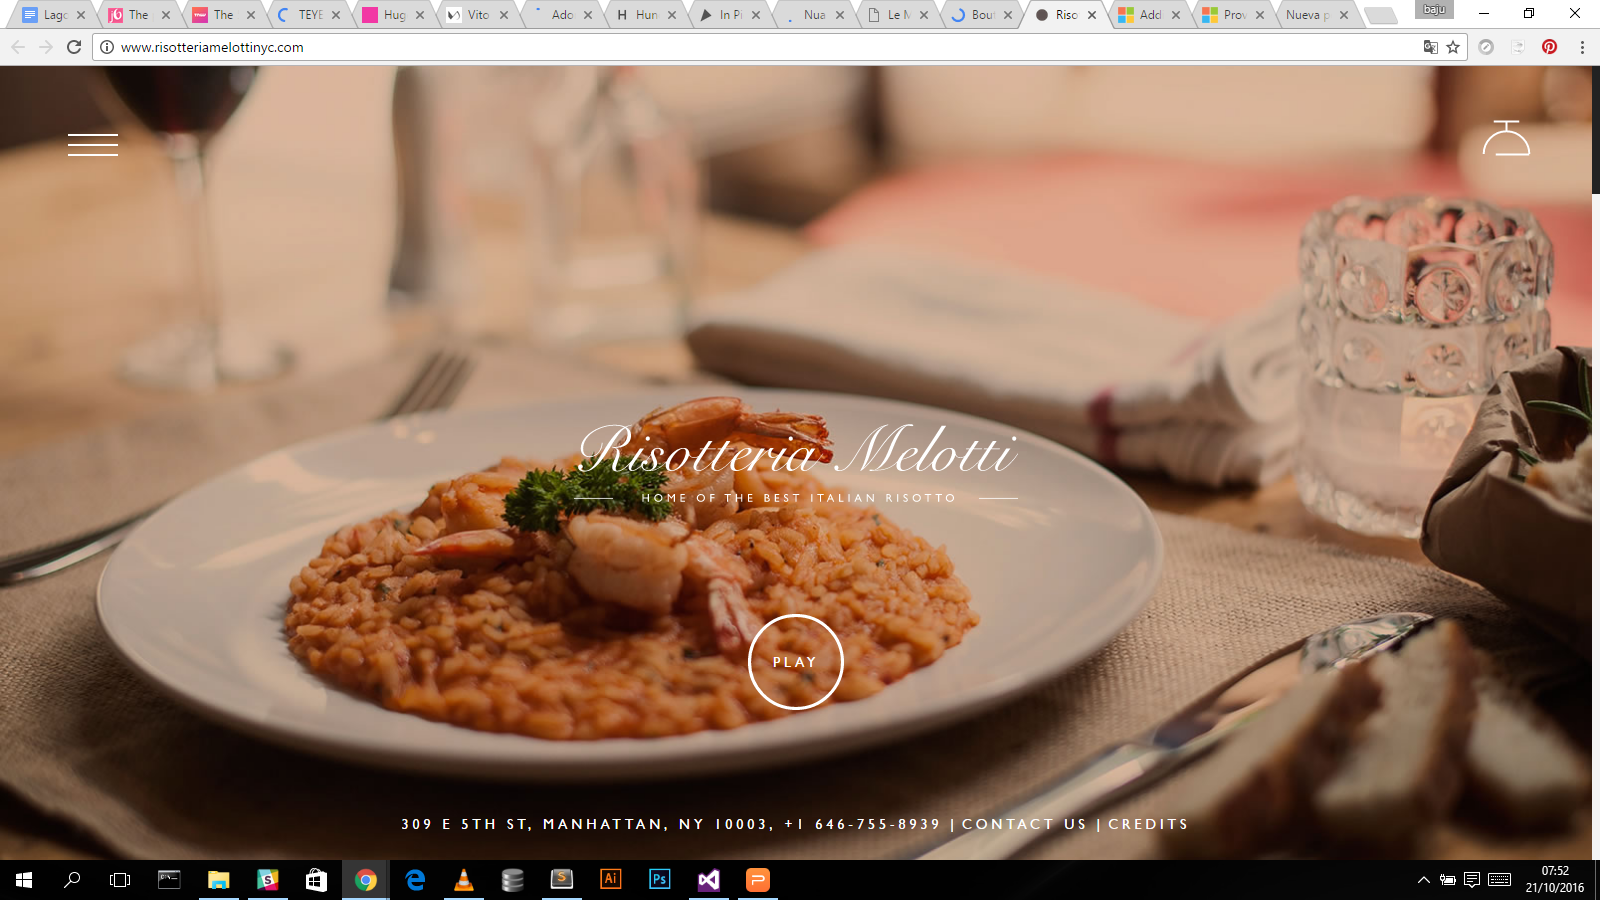 Lago
The
The
TEYE
Hug
Vito
Ado
Hun
In Pi
Nua
Le M
Bout
Riso
Add
Prov
Nueva p
baju
www.risotteriamelottinyc.com
Risotteria Melotti
HOME OF THE BEST ITALIAN RISOTTO
PLAY
309 E 5TH ST, MANHATTAN, NY 10003, +1 646-755-8939 | CONTACT US | CREDITS
07:52
21/10/2016